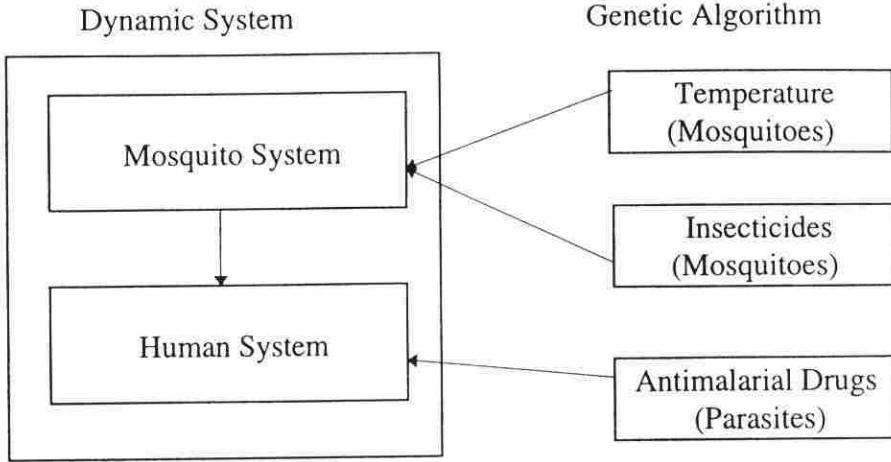 Dynamic System
Genetic Algorithm
Mosquito System
Human System
Temperature
(Mosquitoes)
Insecticides
(Mosquitoes)
Antimalarial Drugs
(Parasites)